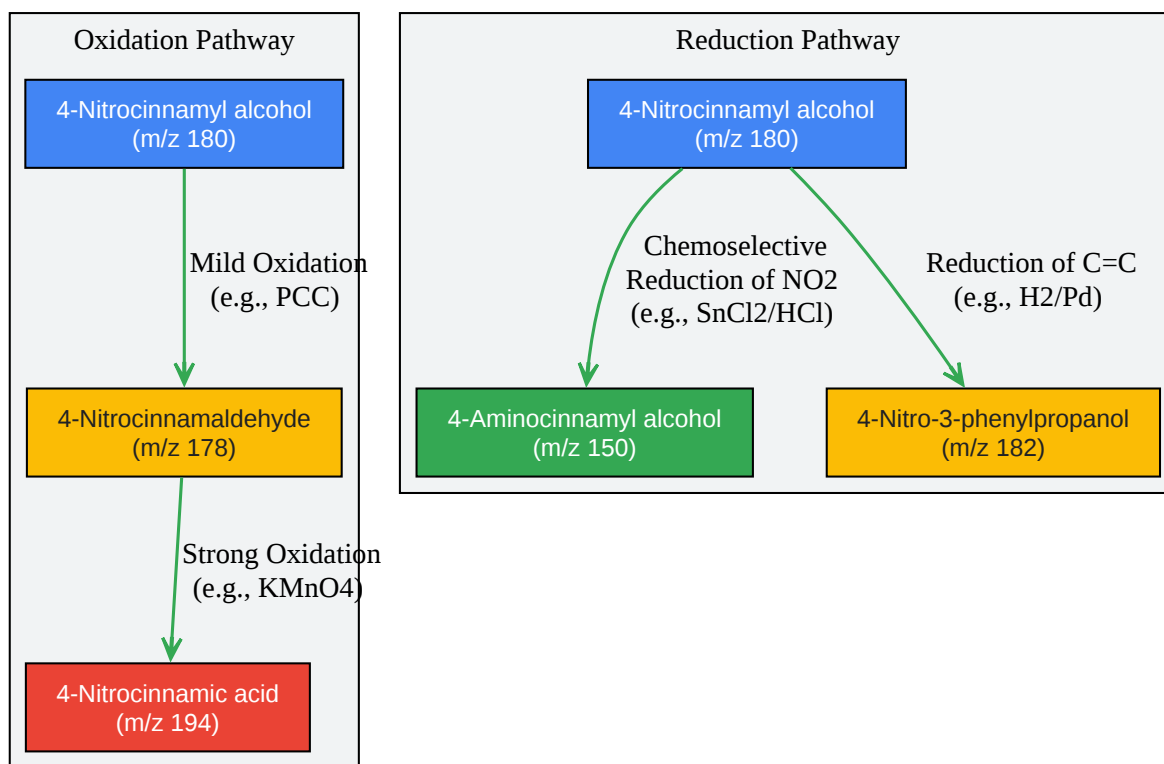 Oxidation Pathway
4-Nitrocinnamyl alcohol
(m/z 180)
Mild Oxidation
(e.g., PCC)
4-Nitrocinnamaldehyde
(m/z 178)
Strong Oxidation
(e.g., KMnO4)
4-Nitrocinnamic acid
(m/z 194)
Reduction Pathway
4-Nitrocinnamyl alcohol
(m/z 180)
Chemoselective
Reduction of NO2
(e.g., SnCl2/HCl)
Reduction of C=C
(e.g., H2/Pd)
4-Aminocinnamyl alcohol
(m/z 150)
4-Nitro-3-phenylpropanol
(m/z 182)